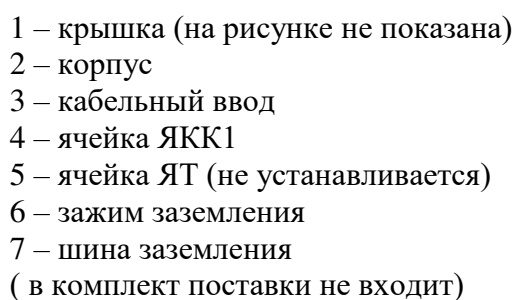 1 – крышка (на рисунке не показана)
2 – корпус
3 – кабельный ввод
4 – ячейка ЯКК1
5 – ячейка ЯТ (не устанавливается)
6 – зажим заземления
7 – шина заземления
( в комплект поставки не входит)